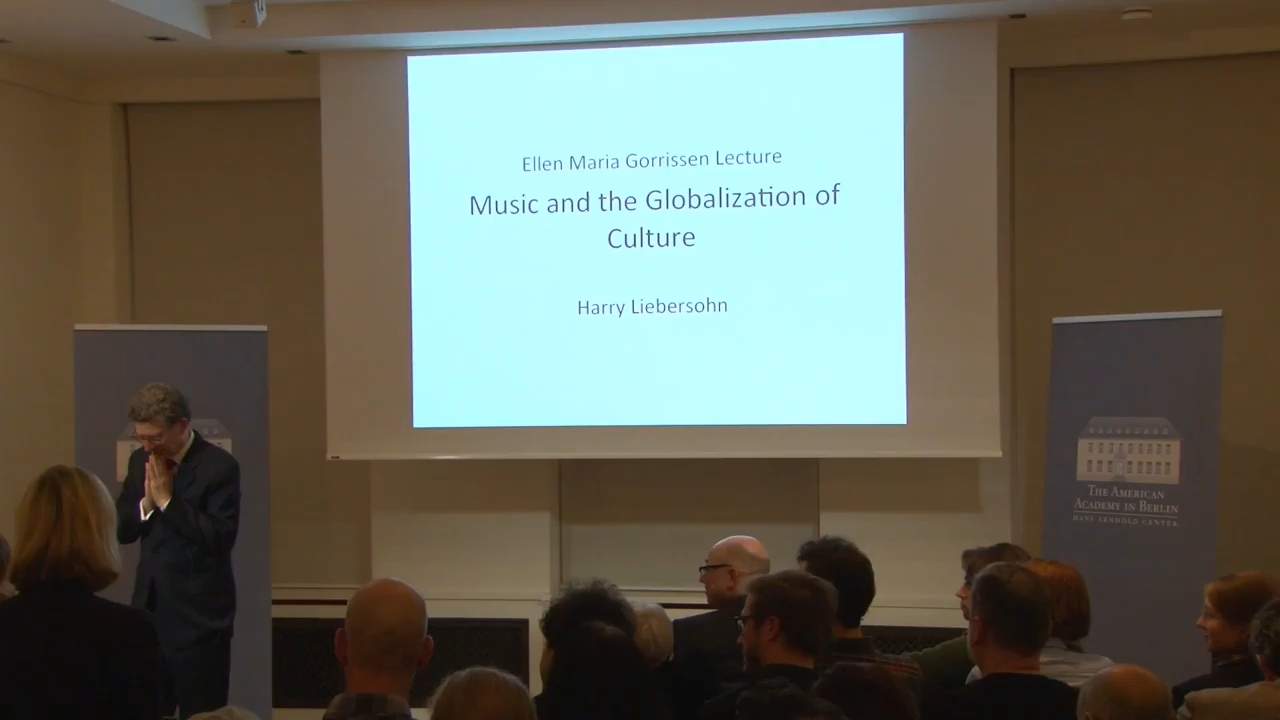 Ellen Maria Gorrissen Lecture
Music and the Globalization of
Culture
Harry Liebersohn
THE AMERICAN
ACADEMY IN BERLIN
HANS ARNHOLD CENTER